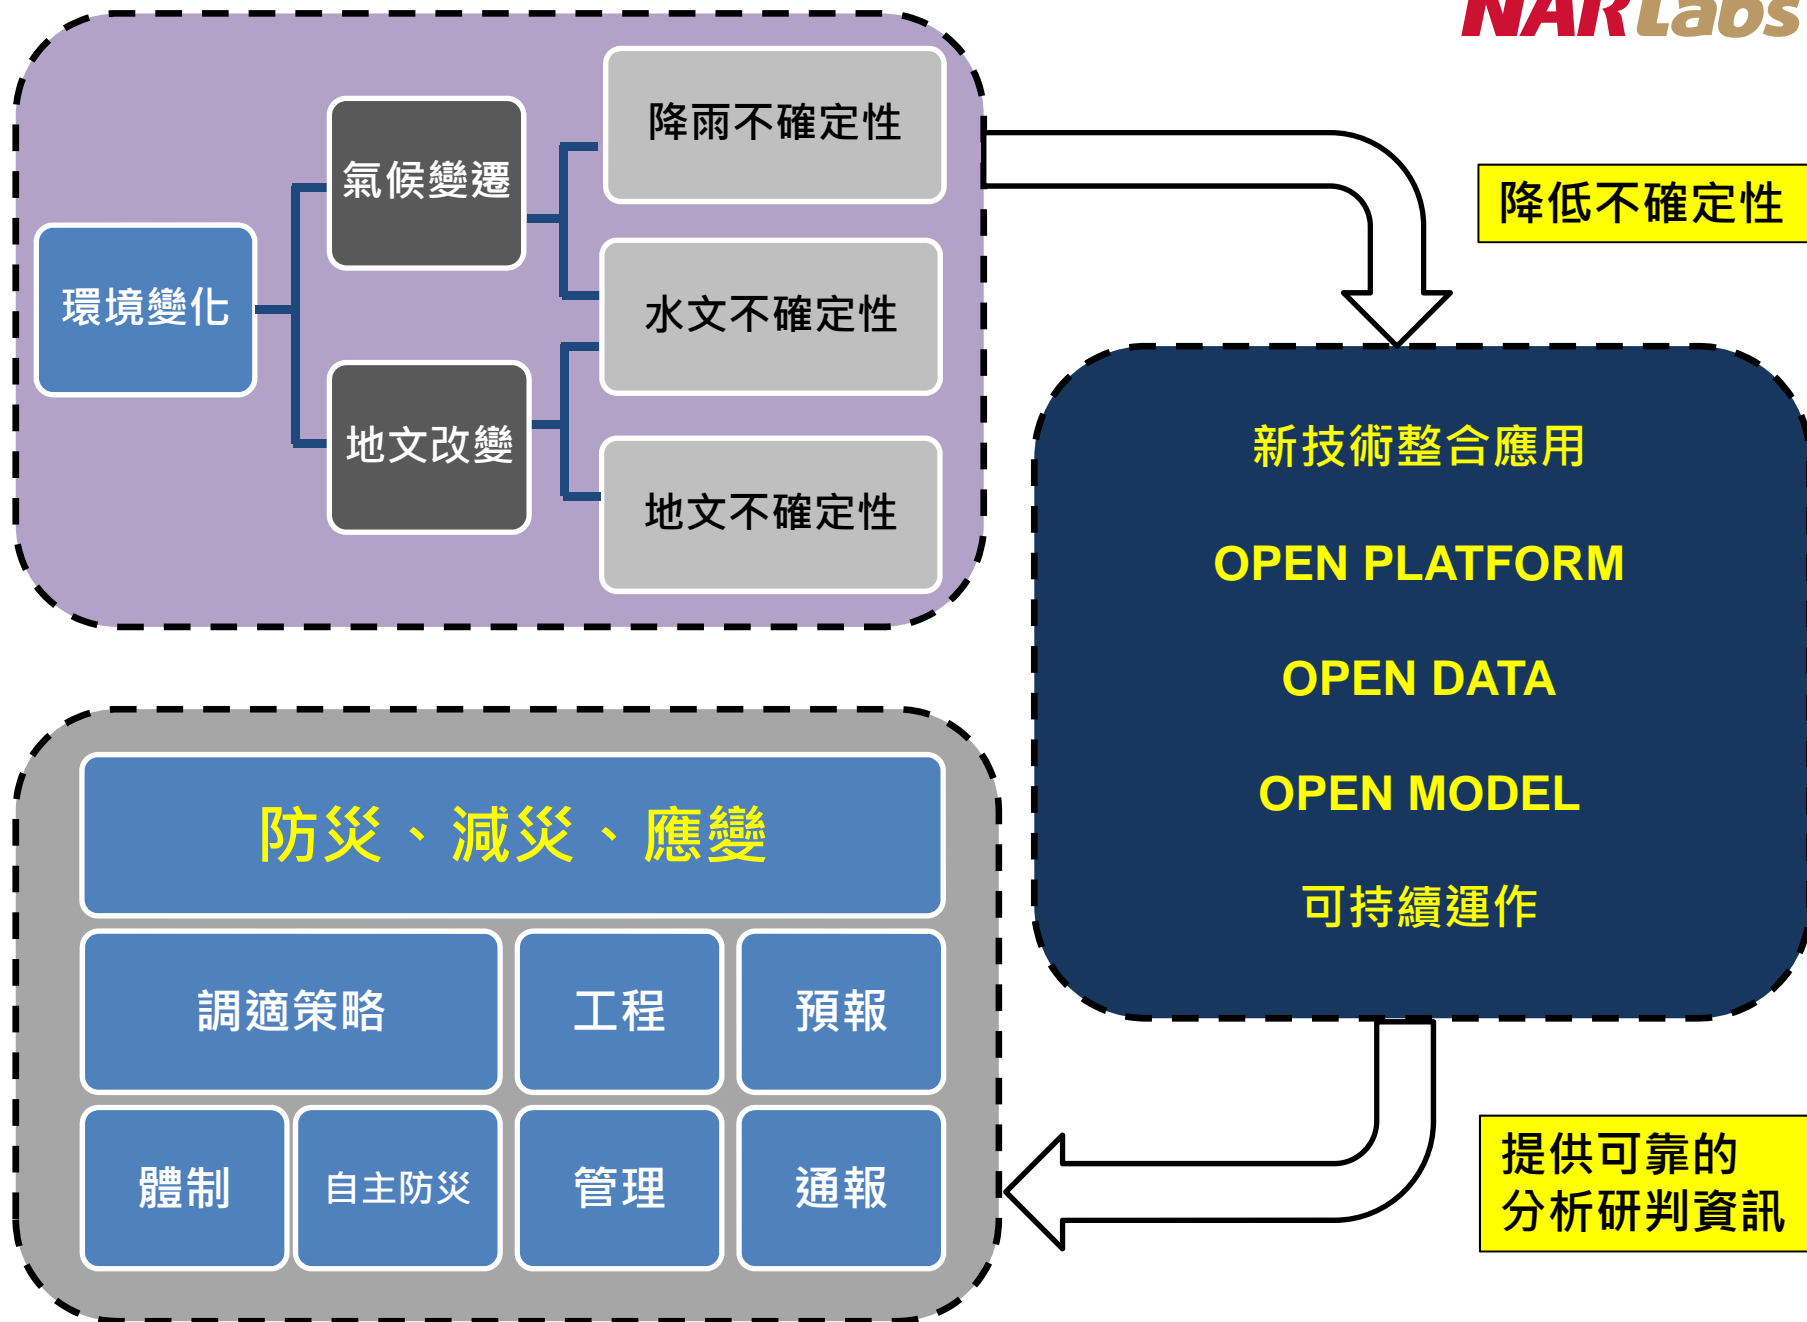 NARLabs
降雨不確定性
氣候變遷
降低不確定性
環境變化
水文不確定性
地文改變
地文不確定性
新技術整合應用
OPEN PLATFORM
OPEN DATA
OPEN MODEL
可持續運作
防災、減災、應變
調適策略
工程
預報
體制
自主防災
管理
通報
提供可靠的
分析研判資訊